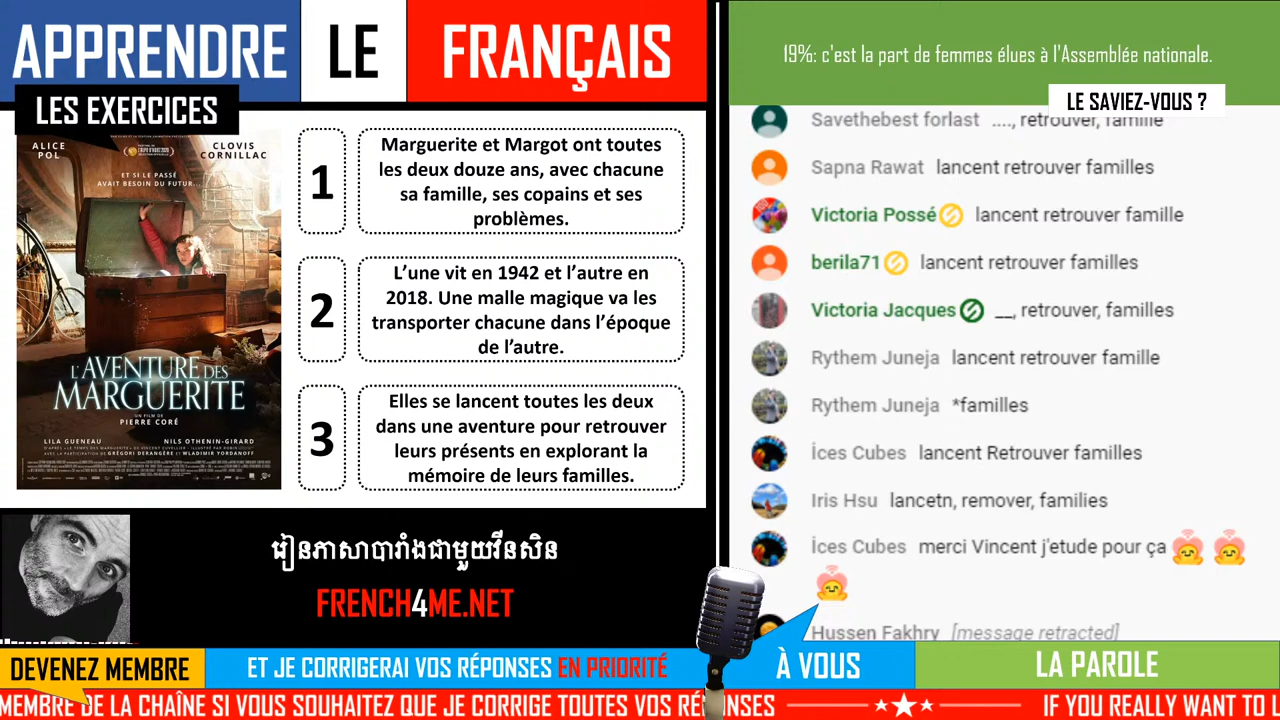 APPRENDRE LE FRANÇAIS
LES EXERCICES
ALICE POL
CLOVIS CORNILLAC
ET SI LE PASSÉ
AVAIT BESOIN DU FUTUR...
L'AVENTURE DES
MARGUERITE
UN FILM DE
PIERRE CORÉ
LILA GUENEAU
NILS OTHENIN-GIRARD
1
Marguerite et Margot ont toutes
les deux douze ans, avec chacune
sa famille, ses copains et ses
problèmes.
2
L'une vit en 1942 et l'autre en
2018. Une malle magique va les
transporter chacune dans l'époque
de l'autre.
3
Elles se lancent toutes les deux
dans une aventure pour retrouver
leurs présents en explorant la
mémoire de leurs familles.
រៀនភាសាបារាំងជាមួយវីនសិន
FRENCH4ME.NET
19%: c'est la part de femmes élues à l'Assemblée nationale.
LE SAVIEZ-VOUS ?
Savethebest forlast ...., retrouver, famille
Sapna Rawat lancent retrouver familles
Victoria Possé lancent retrouver famille
berila71 lancent retrouver familles
Victoria Jacques __, retrouver, familles
Rythem Juneja lancent retrouver famille
Rythem Juneja *familles
İces Cubes lancent Retrouver familles
Iris Hsu lancetn, remover, families
İces Cubes merci Vincent j'etude pour ça
Hussen Fakhry [message retracted]
DEVENEZ MEMBRE
ET JE CORRIGERAI VOS RÉPONSES EN PRIORITÉ
À VOUS
LA PAROLE
MEMBRE DE LA CHAÎNE SI VOUS SOUHAITEZ QUE JE CORRIGE TOUTES VOS RÉPONSES
IF YOU REALLY WANT TO